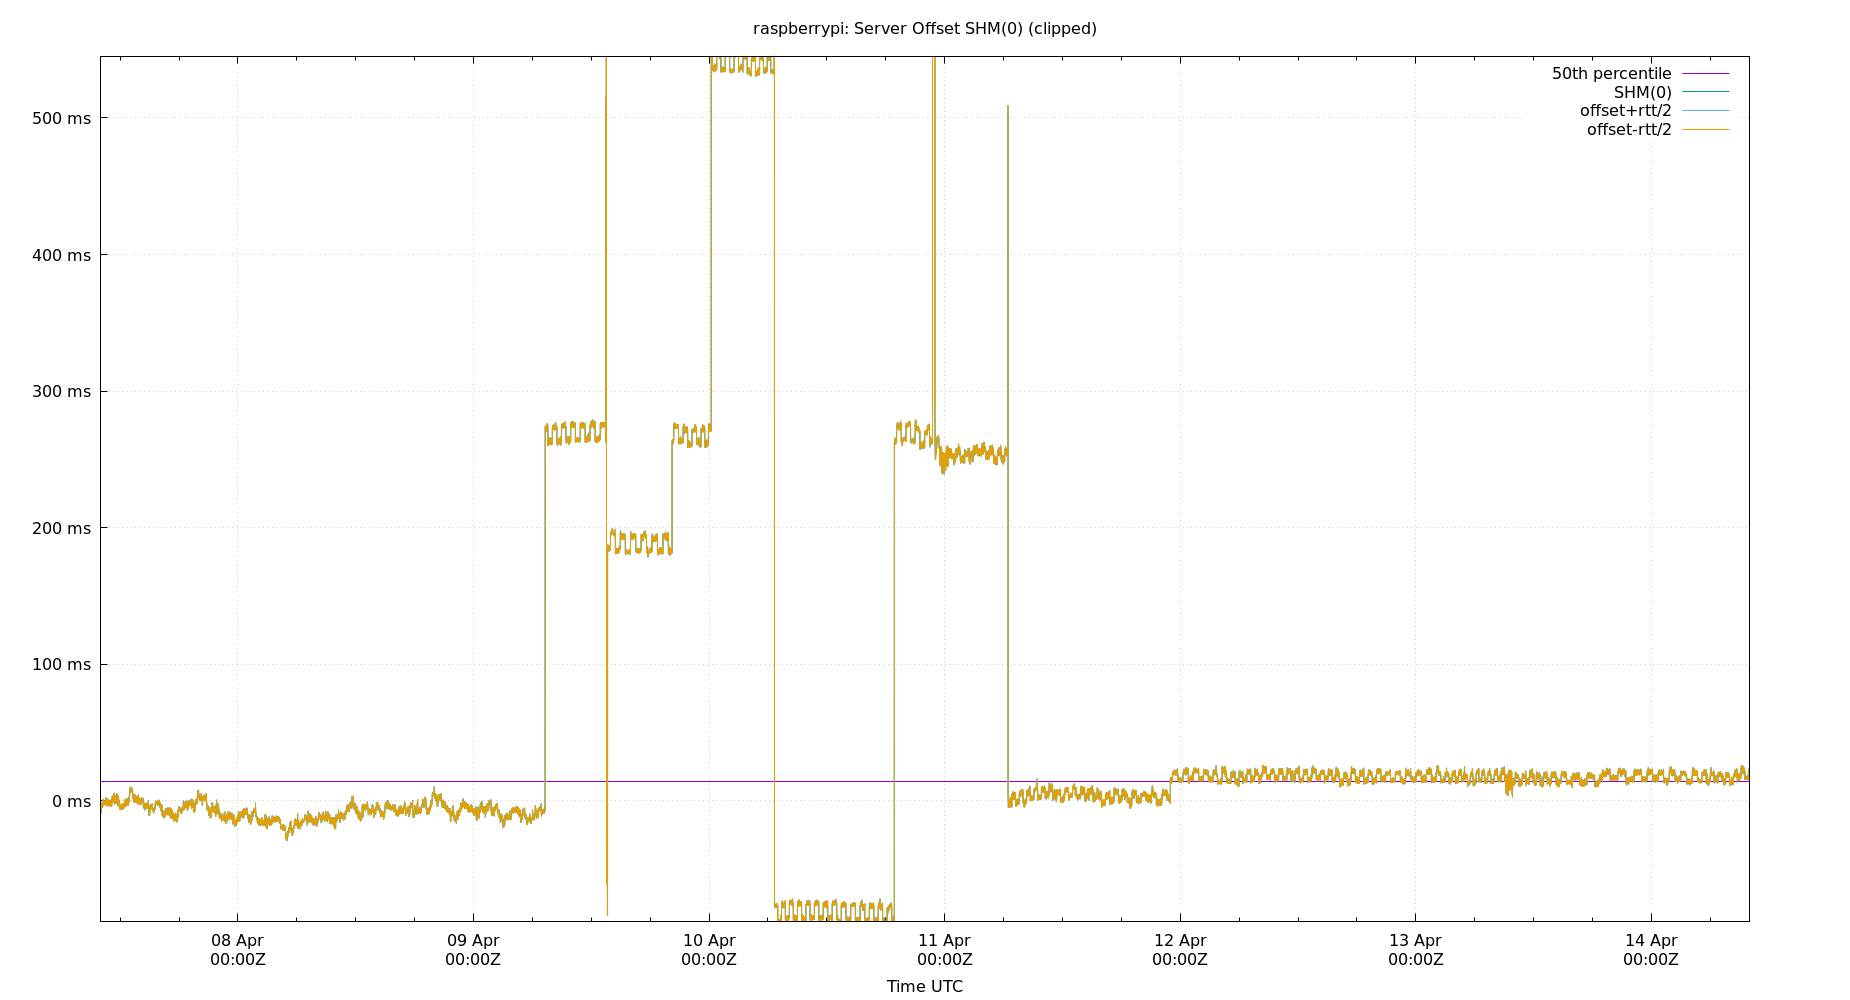 raspberrypi: Server Offset SHM(0) (clipped)
50th percentile
SHM(0)
offset+rtt/2
offset-rtt/2
500 ms
400 ms
300 ms
200 ms
100 ms
0 ms
08 Apr 09 Apr 10 Apr 11 Apr 12 Apr 13 Apr 14 Apr
00:00Z 00:00Z 00:00Z 00:00Z 00:00Z 00:00Z 00:00Z
Time UTC